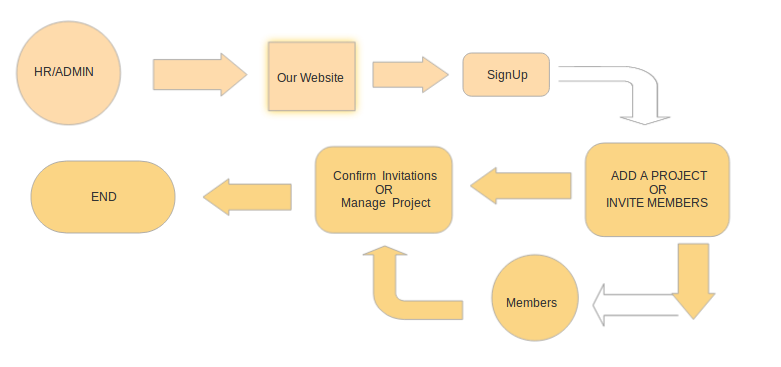 HR/ADMIN
Our Website
SignUp
ADD A PROJECT
OR
INVITE MEMBERS
Confirm Invitations
OR
Manage Project
END
Members